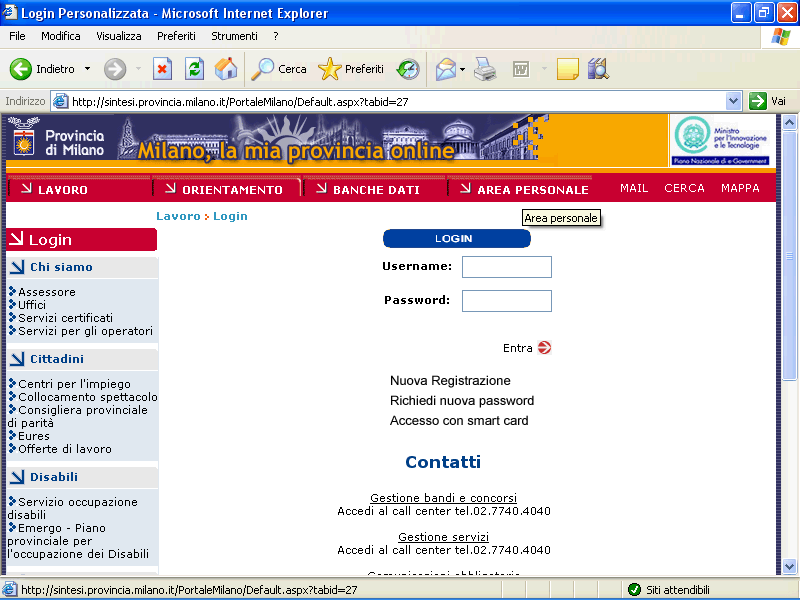 Login Personalizzata - Microsoft Internet Explorer
File Modifica Visualizza Preferiti Strumenti ?
Indietro Cerca Preferiti
Indirizzo http://sintesi.provincia.milano.it/PortaleMilano/Default.aspx?tabid=27 Vai
Provincia di Milano
Milano, la mia provincia online
Ministro per l'Innovazione e le Tecnologie
Piano Nazionale di e-Government
LAVORO ORIENTAMENTO BANCHE DATI AREA PERSONALE MAIL CERCA MAPPA
Area personale
Lavoro > Login
Login
Chi siamo
Assessore
Uffici
Servizi certificati
Servizi per gli operatori
Cittadini
Centri per l'impiego
Collocamento spettacolo
Consigliera provinciale
di parità
Eures
Offerte di lavoro
Disabili
Servizio occupazione
disabili
Emergo - Piano
provinciale per
l'occupazione dei Disabili
LOGIN
Username:
Password:
Entra
Nuova Registrazione
Richiedi nuova password
Accesso con smart card
Contatti
Gestione bandi e concorsi
Accedi al call center tel.02.7740.4040
Gestione servizi
Accedi al call center tel.02.7740.4040
http://sintesi.provincia.milano.it/PortaleMilano/Default.aspx?tabid=27 Siti attendibili